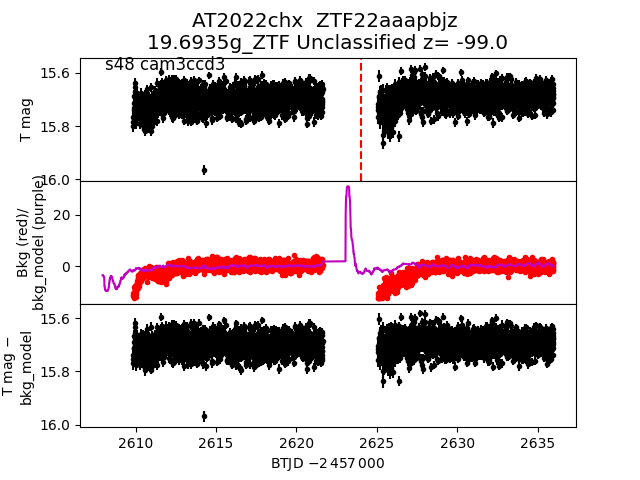 AT2022chx  ZTF22aaapbjz
19.6935g_ZTF Unclassified z= -99.0
s48 cam3ccd3
T mag
15.6
15.8
16.0
Bkg (red)/
bkg_model (purple)
20
0
T mag −
bkg_model
15.6
15.8
16.0
2610
2615
2620
2625
2630
2635
BTJD −2 457 000